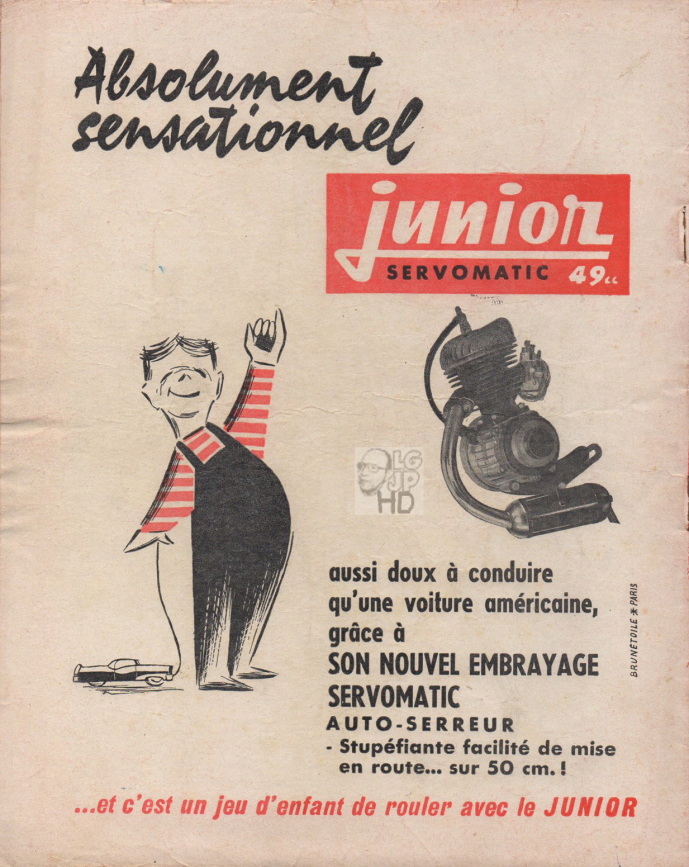 Absolument
sensationnel
junior
SERVOMATIC 49cc
LG
JP
HD
aussi doux à conduire
qu'une voiture américaine,
grâce à
SON NOUVEL EMBRAYAGE
SERVOMATIC
AUTO-SERREUR
- Stupéfiante facilité de mise
en route... sur 50 cm.!
BRUNETOILE * PARIS
...et c'est un jeu d'enfant de rouler avec le JUNIOR